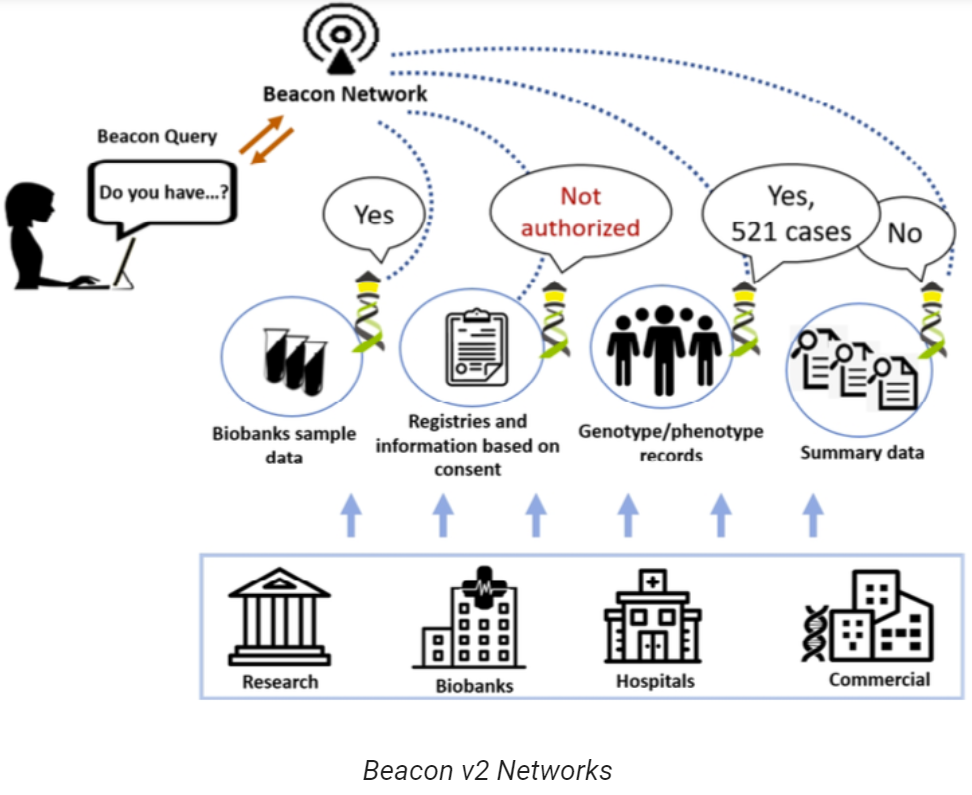 Beacon Network
Beacon Query
Do you have...?
Yes
Not
authorized
Yes,
521 cases
No
Biobanks sample
data
Registries and
information based on
consent
Genotype/phenotype
records
Summary data
Research
Biobanks
Hospitals
Commercial
Beacon v2 Networks